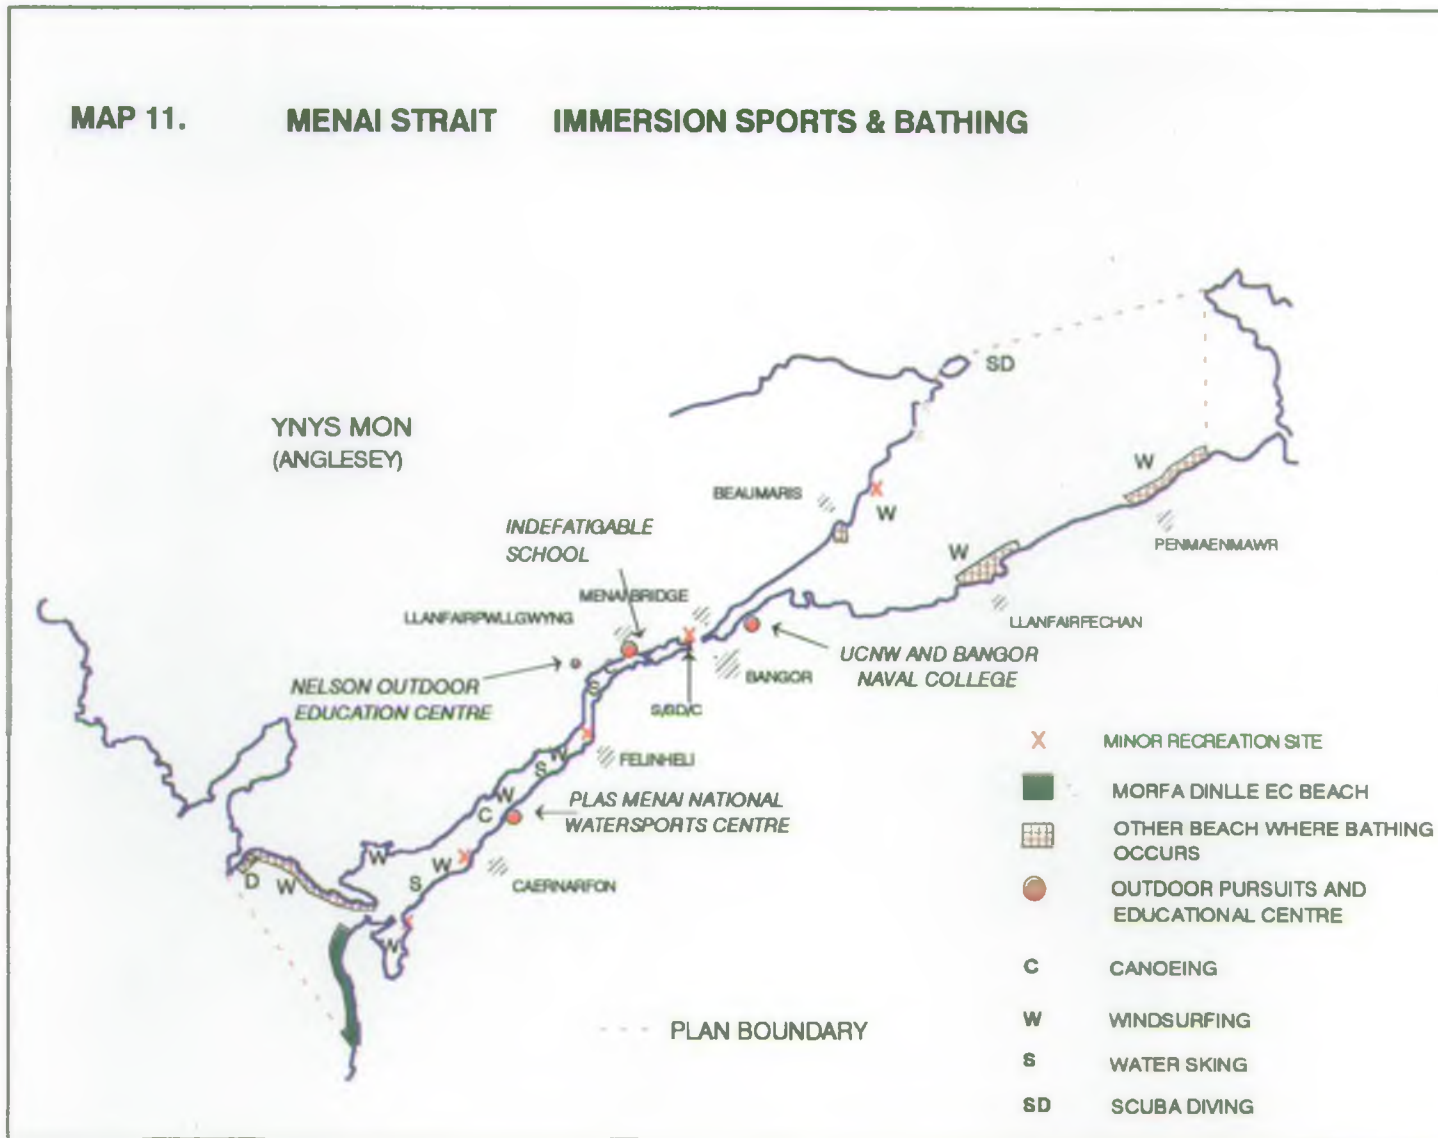 MAP 11. MENAI STRAIT IMMERSION SPORTS & BATHING
SD
YNYS MON
(ANGLESEY)
W
BEAUMARIS
X
W
INDEFATIGABLE
SCHOOL
W
PENMAENMAWR
MENAI BRIDGE
LLANFAIRPWLLGWYNG
X
LLANFAIRFECHAN
UCNW AND BANGOR
NAVAL COLLEGE
BANGOR
NELSON OUTDOOR
EDUCATION CENTRE
S
S/SD/C
X
FELINHELI
W
S
W
C
PLAS MENAI NATIONAL
WATERSPORTS CENTRE
W
X
W
S
CAERNARFON
D
W
X
W
X MINOR RECREATION SITE
MORFA DINLLE EC BEACH
OTHER BEACH WHERE BATHING
OCCURS
OUTDOOR PURSUITS AND
EDUCATIONAL CENTRE
C CANOEING
W WINDSURFING
S WATER SKING
SD SCUBA DIVING
PLAN BOUNDARY